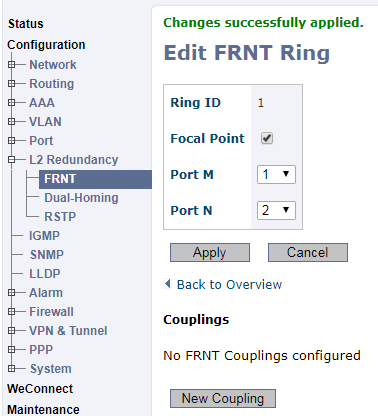 Status
Configuration
Network
Routing
AAA
VLAN
Port
L2 Redundancy
FRNT
Dual-Homing
RSTP
IGMP
SNMP
LLDP
Alarm
Firewall
VPN & Tunnel
PPP
System
WeConnect
Maintenance
Changes successfully applied.
Edit FRNT Ring
Ring ID 1
Focal Point
Port M 1
Port N 2
Apply Cancel
Back to Overview
Couplings
No FRNT Couplings configured
New Coupling